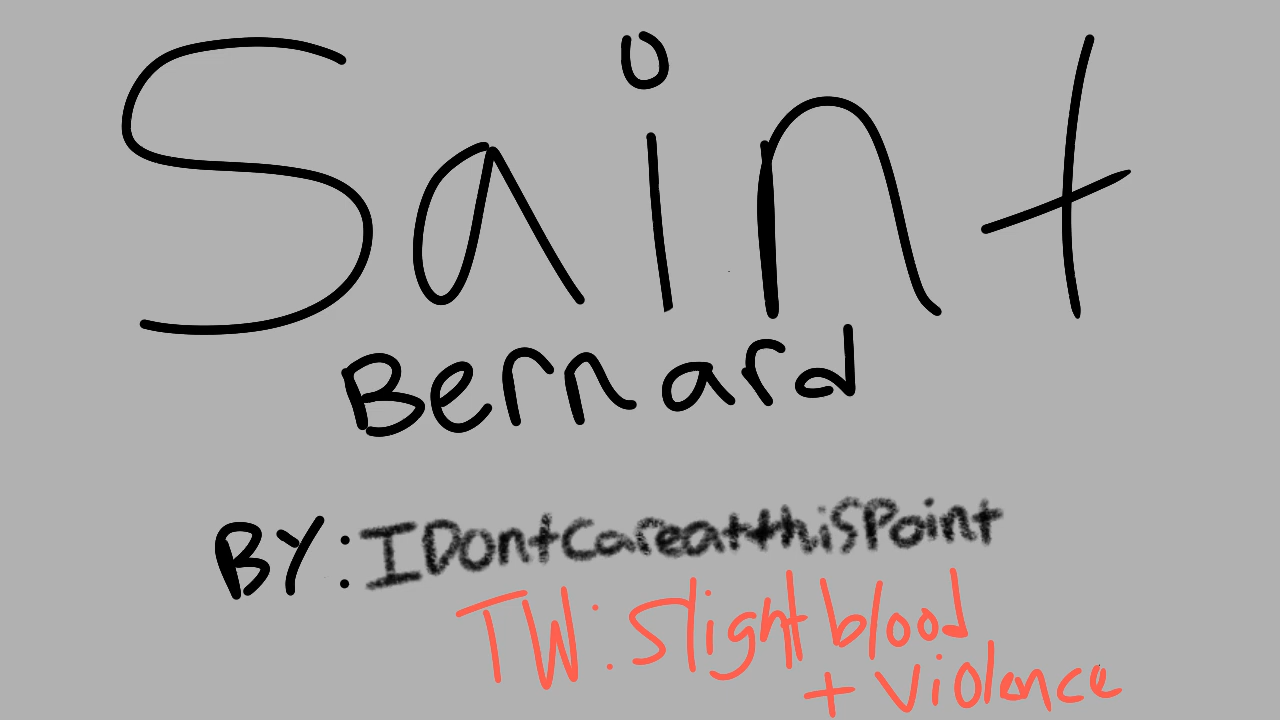 Saint
Bernard
BY: IDontCareatthisPoint
TW: Slight blood
+ violence